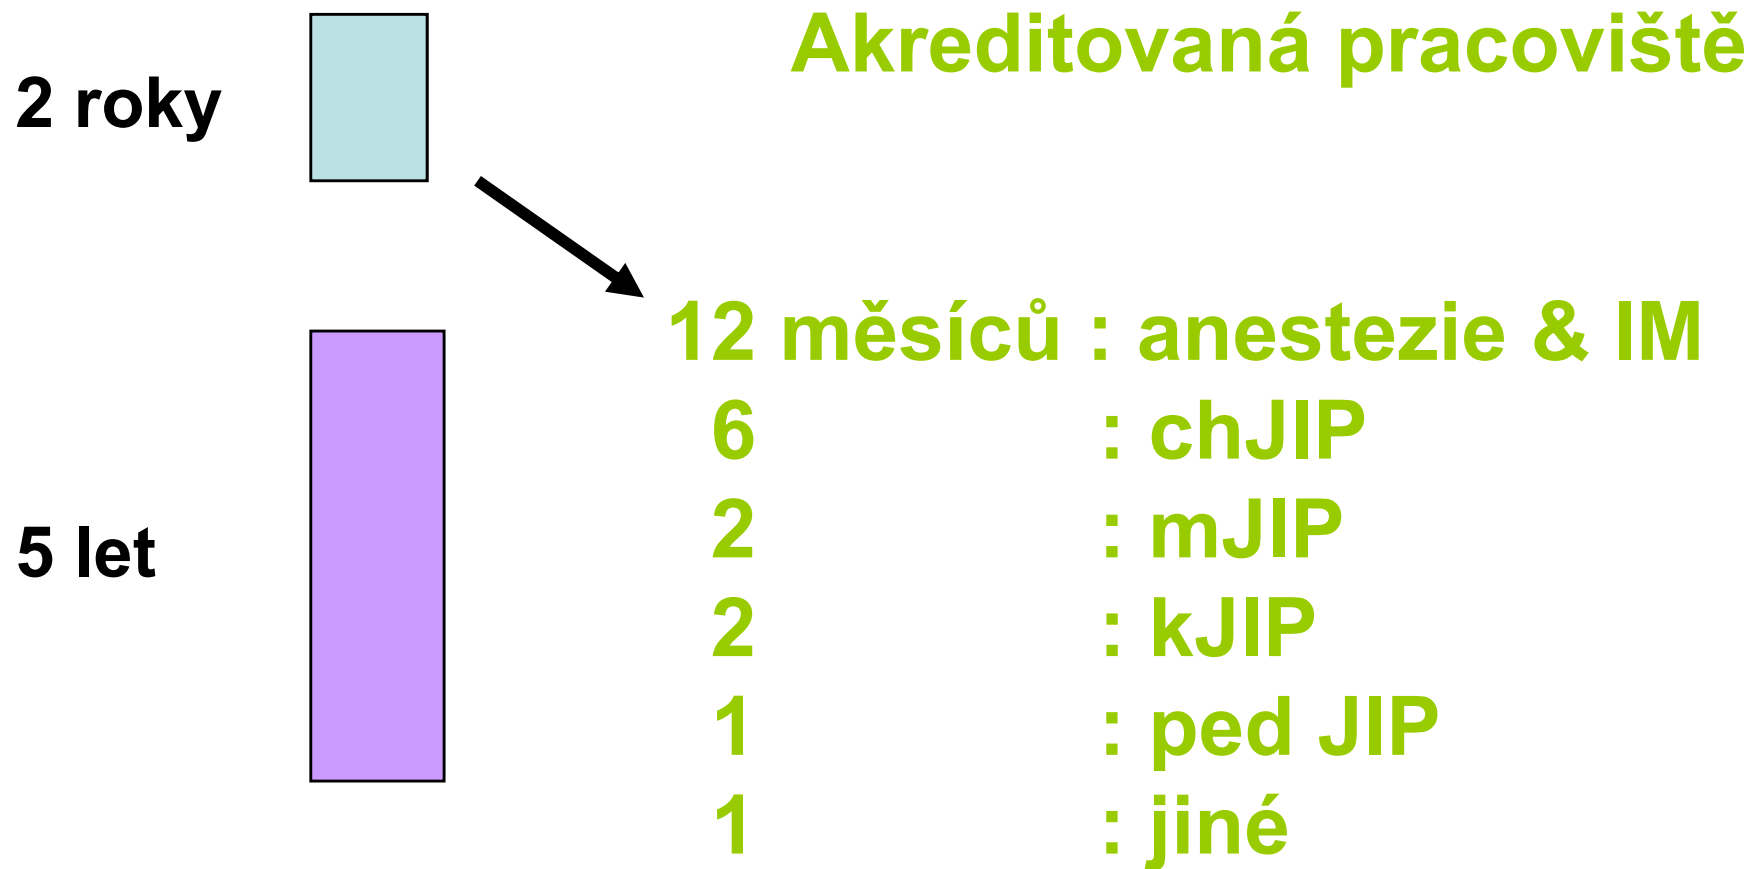 Akreditovaná pracoviště
2 roky
12 měsíců : anestezie & IM
6 : chJIP
2 : mJIP
5 let
2 : kJIP
1 : ped JIP
1 : jiné